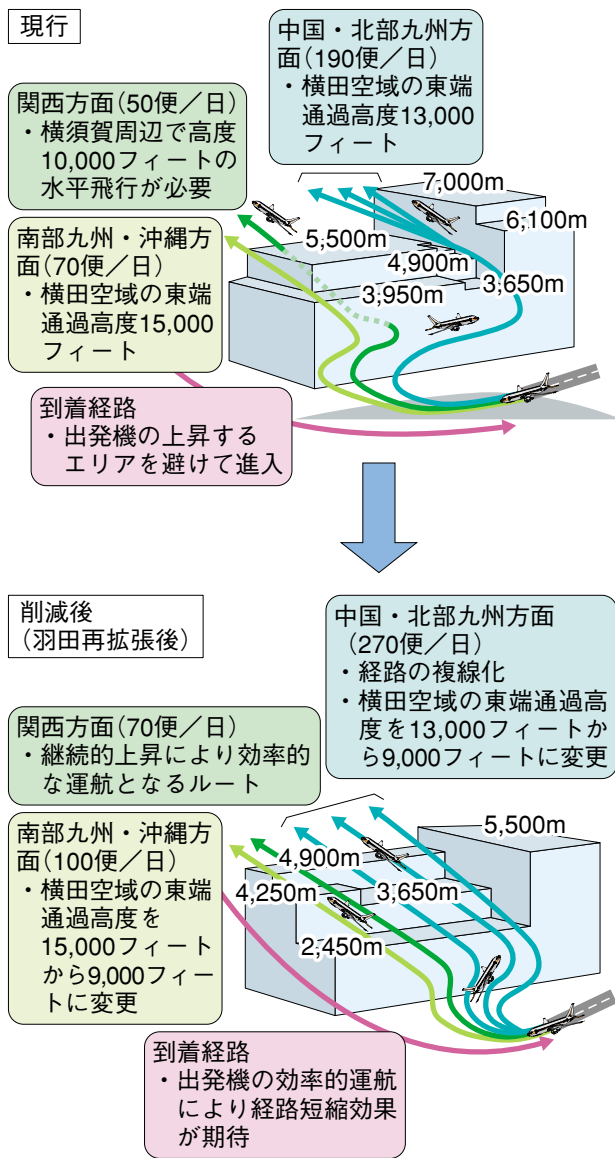 現行
中国・北部九州方
面(190便／日)
・横田空域の東端
通過高度13,000
フィート
関西方面(50便／日)
・横須賀周辺で高度
10,000フィートの
水平飛行が必要
南部九州・沖縄方
面(70便／日)
・横田空域の東端
通過高度15,000
フィート
7,000m
6,100m
5,500m
4,900m
3,650m
3,950m
到着経路
・出発機の上昇する
エリアを避けて進入
削減後
(羽田再拡張後)
中国・北部九州方面
(270便／日)
・経路の複線化
・横田空域の東端通過高
度を13,000フィートか
ら9,000フィートに変更
関西方面(70便／日)
・継続的上昇により効率的
な運航となるルート
南部九州・沖縄方
面(100便／日)
・横田空域の東端
通過高度を
15,000フィート
から9,000フィー
トに変更
5,500m
4,900m
4,250m
3,650m
2,450m
到着経路
・出発機の効率的運航
により経路短縮効果
が期待